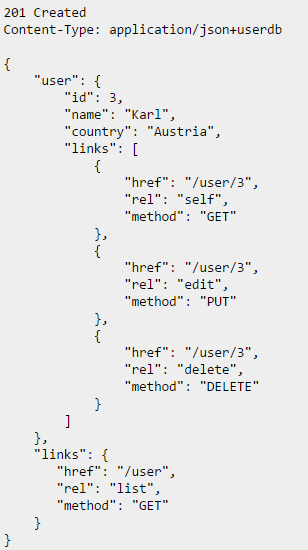 201 Created
Content-Type: application/json+userdb

{
    "user": {
        "id": 3,
        "name": "Karl",
        "country": "Austria",
        "links": [
            {
                "href": "/user/3",
                "rel": "self",
                "method": "GET"
            },
            {
                "href": "/user/3",
                "rel": "edit",
                "method": "PUT"
            },
            {
                "href": "/user/3",
                "rel": "delete",
                "method": "DELETE"
            }
        ]
    },
    "links": {
       "href": "/user",
       "rel": "list",
       "method": "GET"
    }
}